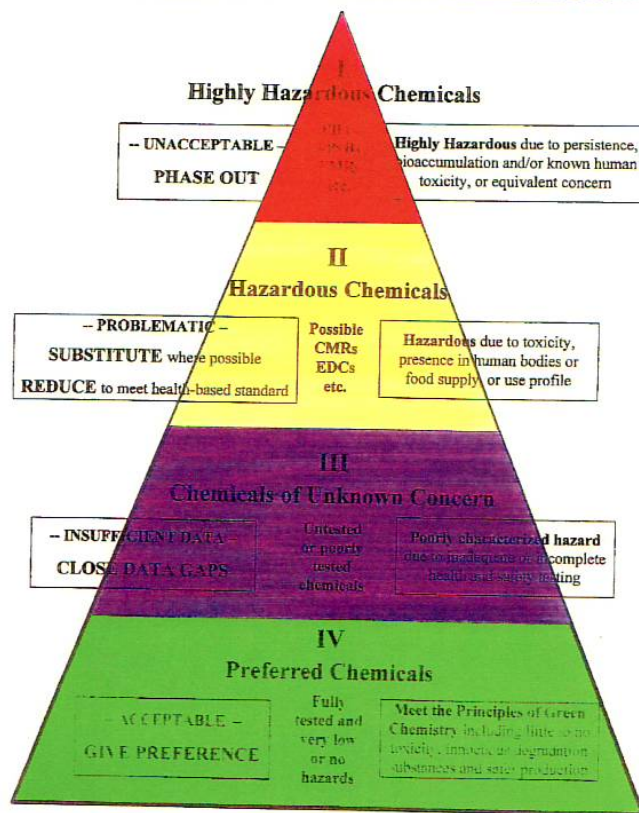 I
Highly Hazardous Chemicals
-- UNACCEPTABLE --
PHASE OUT
etc.
Highly Hazardous due to persistence,
bioaccumulation and/or known human
toxicity, or equivalent concern
II
Hazardous Chemicals
-- PROBLEMATIC --
SUBSTITUTE where possible
REDUCE to meet health-based standard
Possible
CMRs
EDCs
etc.
Hazardous due to toxicity,
presence in human bodies or
food supply, or use profile
III
Chemicals of Unknown Concern
-- INSUFFICIENT DATA
CLOSE DATA GAPS
Untested
or poorly
tested
chemicals
Poorly characterized hazard
due to inadequate or incomplete
health and safety testing
IV
Preferred Chemicals
-- ACCEPTABLE --
GIVE PREFERENCE
Fully
tested and
very low
or no
hazards
Meet the Principles of Green
Chemistry including little to no
toxicity, innocuous degradation
substances and safer production